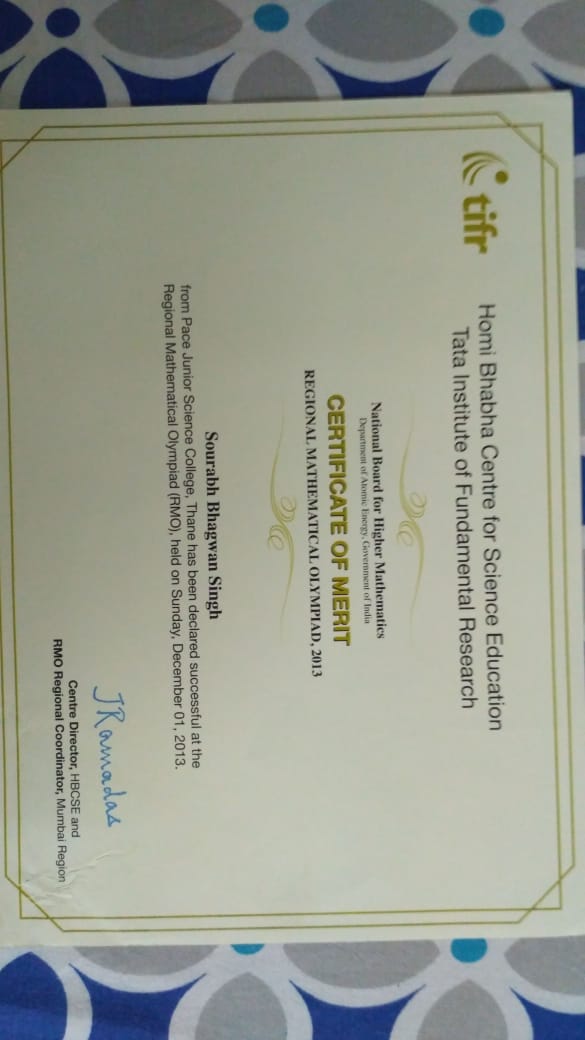 tifr
Homi Bhabha Centre for Science Education
Tata Institute of Fundamental Research
National Board for Higher Mathematics
Department of Atomic Energy, Government of India
CERTIFICATE OF MERIT
REGIONAL MATHEMATICAL OLYMPIAD, 2013
Sourabh Bhagwan Singh
from Pace Junior Science College, Thane has been declared successful at the
Regional Mathematical Olympiad (RMO), held on Sunday, December 01, 2013.
JRamadas
Centre Director, HBCSE and
RMO Regional Coordinator, Mumbai Region